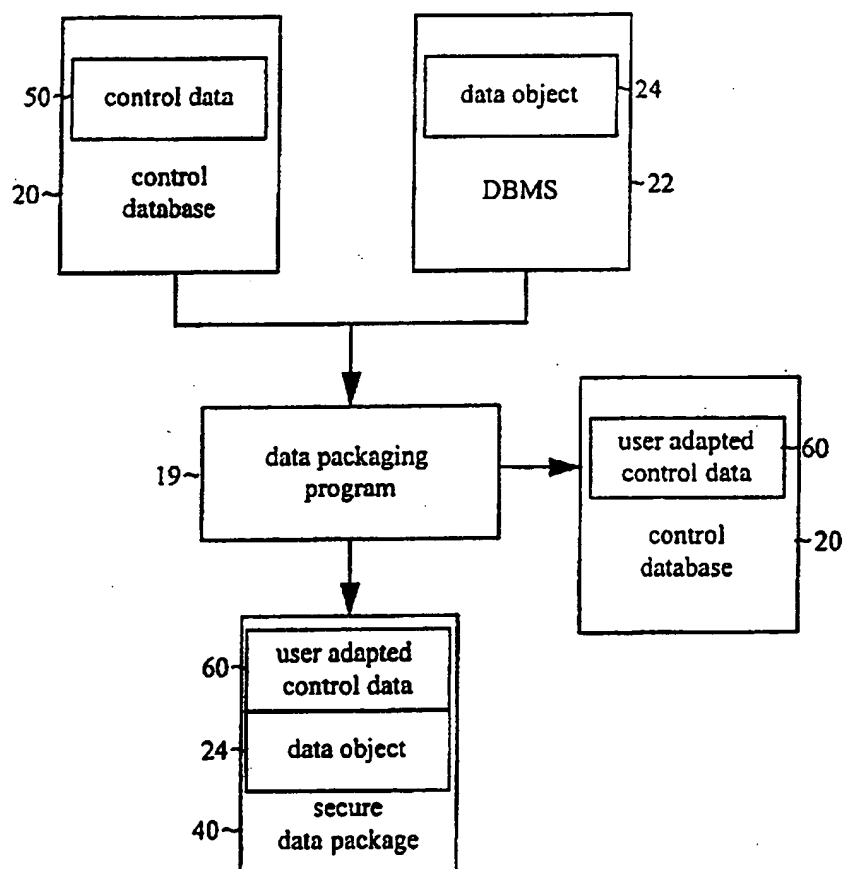 50 control data
20 control
database
data object 24
DBMS 22
19 data packaging
program
user adapted 60
control data
control 20
database
60 user adapted
control data
24 data object
secure
40 data package